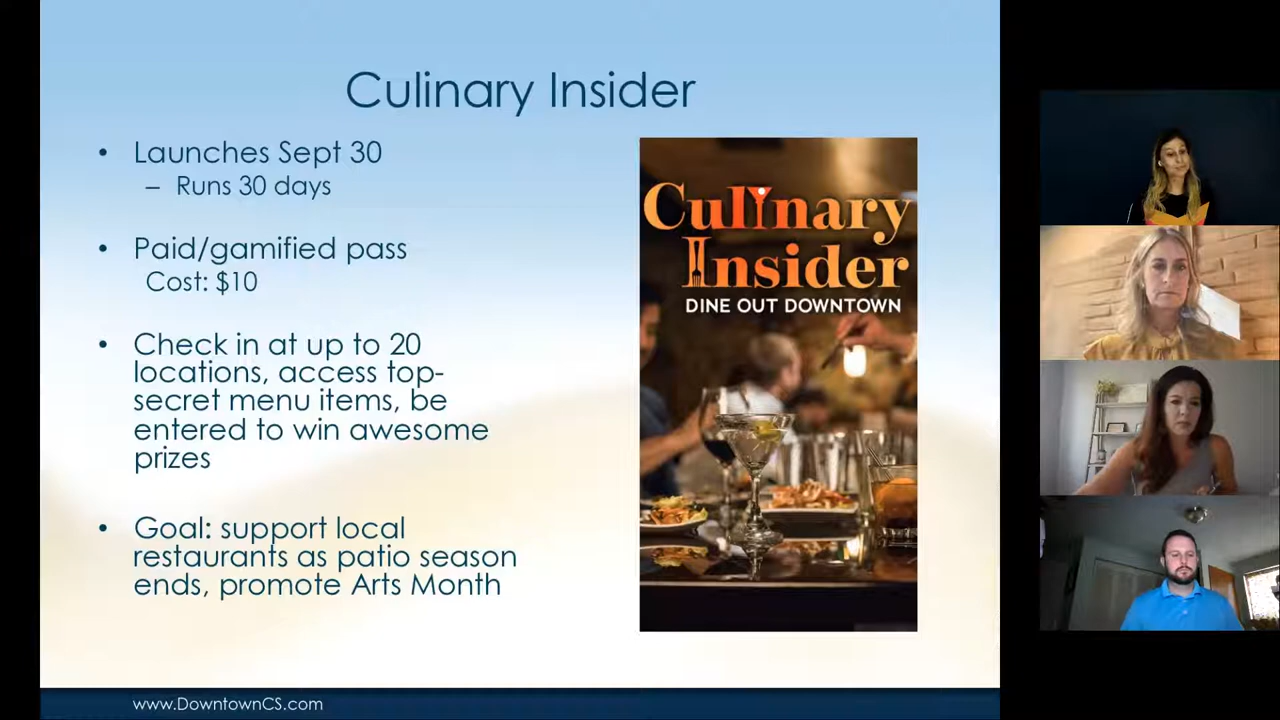 Culinary Insider
• Launches Sept 30
– Runs 30 days
• Paid/gamified pass
Cost: $10
• Check in at up to 20
locations, access top-
secret menu items, be
entered to win awesome
prizes
• Goal: support local
restaurants as patio season
ends, promote Arts Month
Culinary
Insider
DINE OUT DOWNTOWN
www.DowntownCS.com